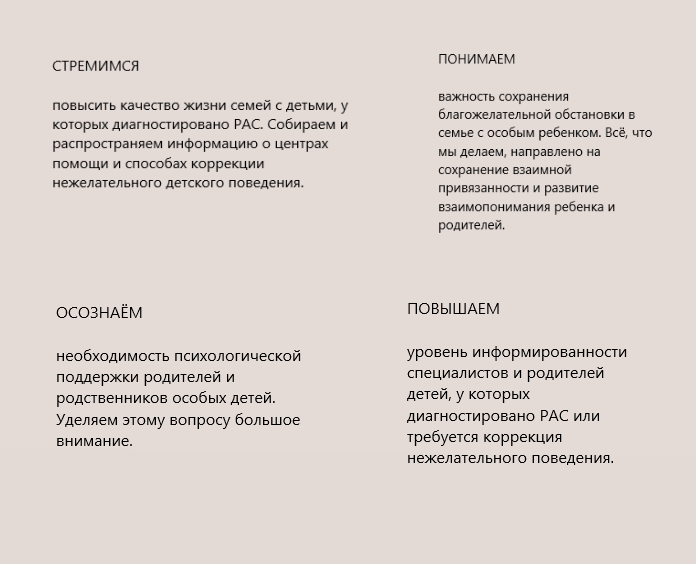 СТРЕМИМСЯ
повысить качество жизни семей с детьми, у
которых диагностировано РАС. Собираем и
распространяем информацию о центрах
помощи и способах коррекции
нежелательного детского поведения.
ПОНИМАЕМ
важность сохранения
благожелательной обстановки в
семье с особым ребенком. Всё, что
мы делаем, направлено на
сохранение взаимной
привязанности и развитие
взаимопонимания ребенка и
родителей.
ОСОЗНАЁМ
необходимость психологической
поддержки родителей и
родственников особых детей.
Уделяем этому вопросу большое
внимание.
ПОВЫШАЕМ
уровень информированности
специалистов и родителей
детей, у которых
диагностировано РАС или
требуется коррекция
нежелательного поведения.